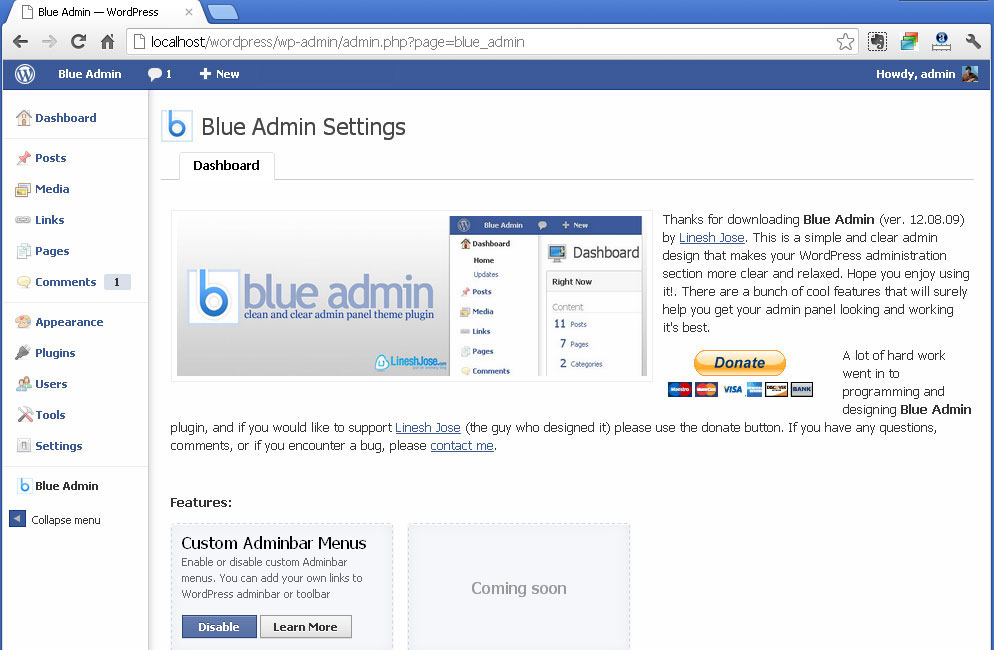 Blue Admin — WordPress
localhost/wordpress/wp-admin/admin.php?page=blue_admin
Blue Admin 1 + New Howdy, admin
Dashboard
Posts
Media
Links
Pages
Comments 1
Appearance
Plugins
Users
Tools
Settings
Blue Admin
Collapse menu
b Blue Admin Settings
Dashboard
b blue admin
clean and clear admin panel theme plugin
LineshJose.com
Blue Admin + New
Dashboard
Home
Updates
Posts
Media
Links
Pages
Comments
Dashboard
Right Now
Content
11 Posts
7 Pages
2 Categories
Thanks for downloading Blue Admin (ver. 12.08.09)
by Linesh Jose. This is a simple and clear admin
design that makes your WordPress administration
section more clear and relaxed. Hope you enjoy using
it!. There are a bunch of cool features that will surely
help you get your admin panel looking and working
it's best.
Donate
Maestro MasterCard VISA DISCOVER BANK
A lot of hard work
went in to
programming and
designing Blue Admin
plugin, and if you would like to support Linesh Jose (the guy who designed it) please use the donate button. If you have any questions,
comments, or if you encounter a bug, please contact me.
Features:
Custom Adminbar Menus
Enable or disable custom Adminbar
menus. You can add your own links to
WordPress adminbar or toolbar
Disable Learn More
Coming soon